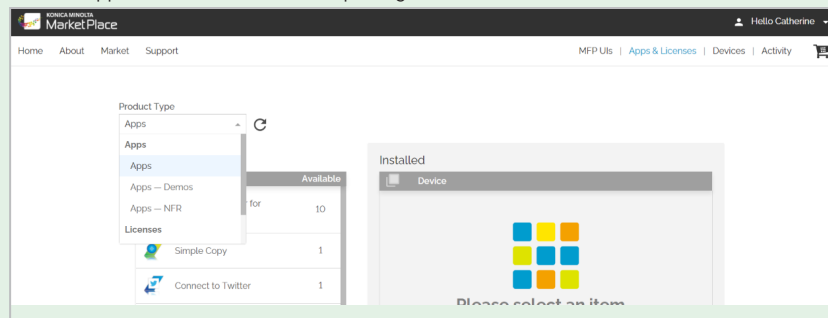 KONICA MINOLTA
MarketPlace
Hello Catherine
Home About Market Support
MFP UIs | Apps & Licenses | Devices | Activity
Product Type
Apps
Apps
Apps
Apps — Demos
Apps — NFR
Licenses
Available
for
10
Simple Copy 1
Connect to Twitter 1
Installed
Device
Please select an item